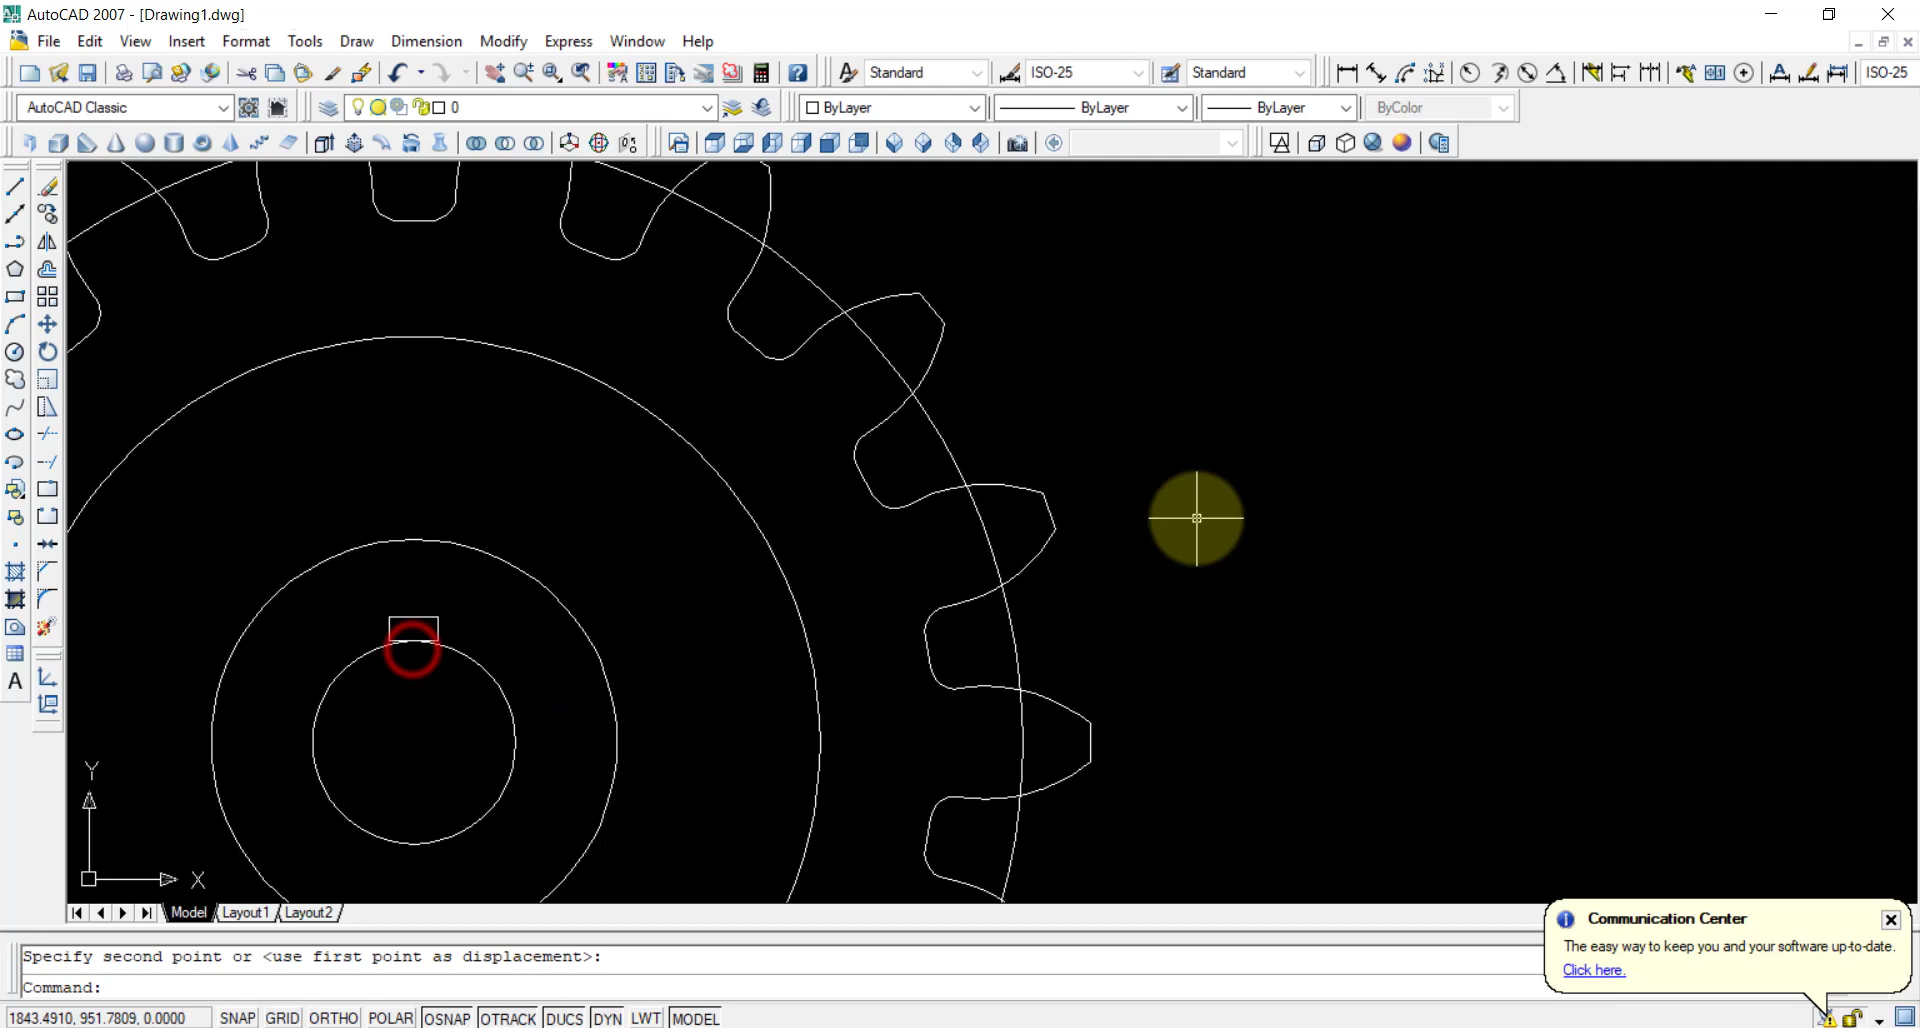 AutoCAD 2007 - [Drawing1.dwg]
File Edit View Insert Format Tools Draw Dimension Modify Express Window Help
Standard ISO-25 Standard ISO-25
AutoCAD Classic 0 ByLayer ByLayer ByLayer ByColor
A
Y
X
Model Layout1 Layout2
Communication Center
The easy way to keep you and your software up-to-date.
Click here.
Specify second point or <use first point as displacement>:
Command:
1843.4910, 951.7809, 0.0000 SNAP GRID ORTHO POLAR OSNAP OTRACK DUCS DYN LWT MODEL